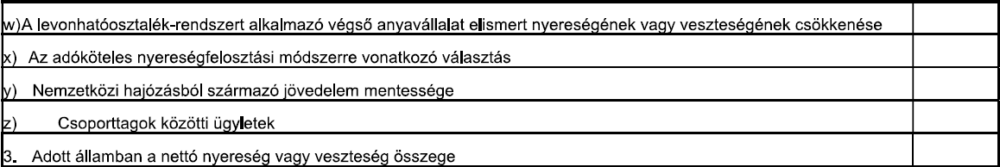 w)A levonhatóosztalék-rendszert alkalmazó végső anyavállalat elismert nyereségének vagy veszteségének csökkenése
x) Az adóköteles nyereségfelosztási módszerre vonatkozó választás
y) Nemzetközi hajózásból származó jövedelem mentessége
z) Csoporttagok közötti ügyletek
3. Adott államban a nettó nyereség vagy veszteség összege